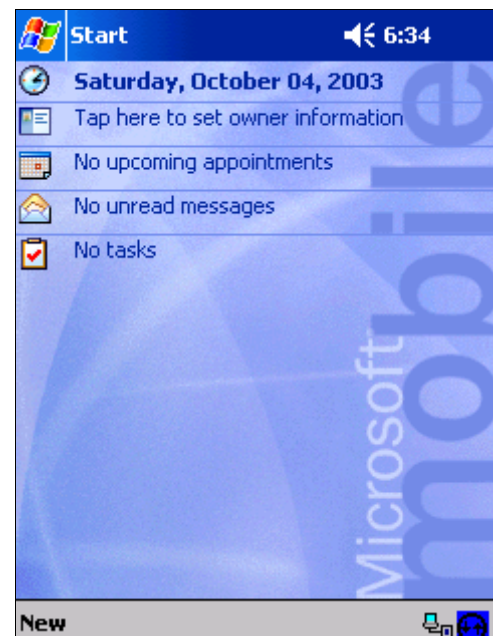 Start 6:34
Saturday, October 04, 2003
Tap here to set owner information
No upcoming appointments
No unread messages
No tasks
Microsoft
mobile
New